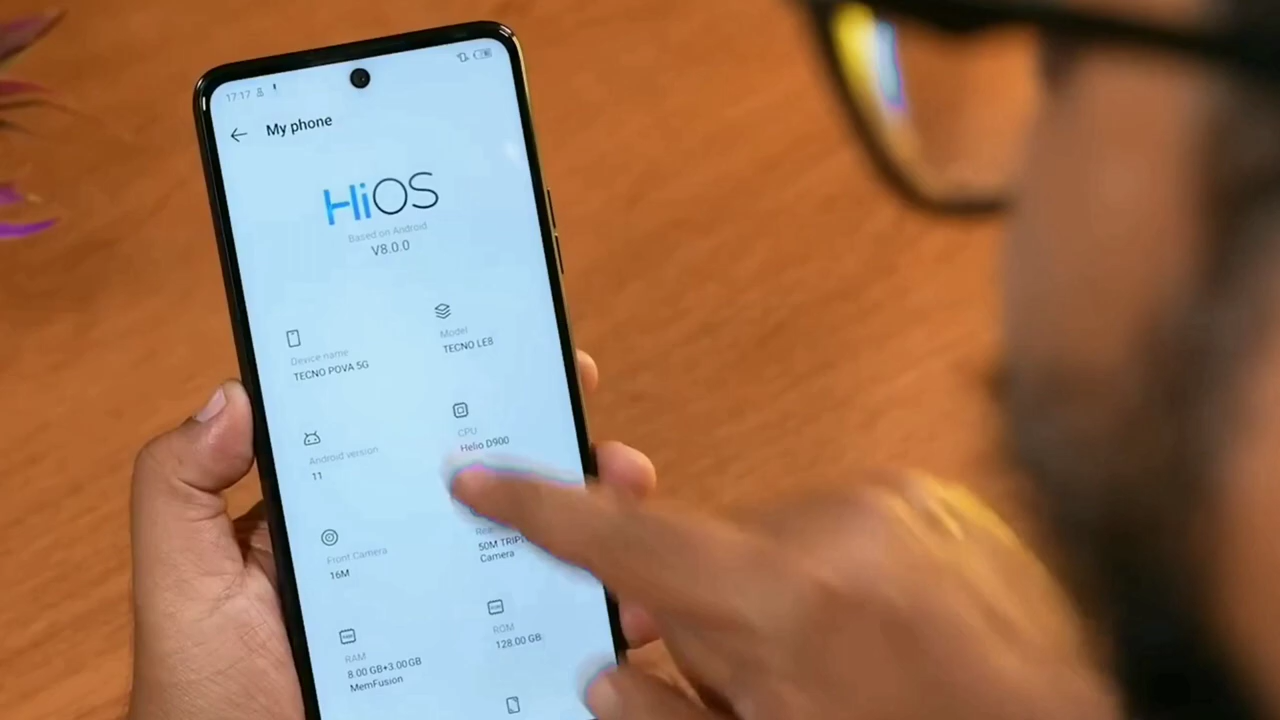 17:17
My phone
HiOS
Based on Android
V8.0.0
Device name
TECNO POVA 5G
Model
TECNO LE8
Android version
11
CPU
Helio D900
Front Camera
16M
50M
Camera
RAM
8.00 GB+3.00 GB
MemFusion
ROM
128.00 GB